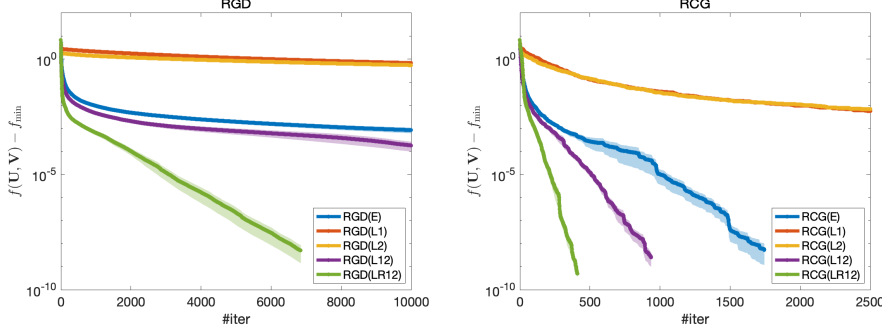 RGD
f(U, V) − f_min
10^0
10^-5
10^-10
0 2000 4000 6000 8000 10000
#iter
RGD(E)
RGD(L1)
RGD(L2)
RGD(L12)
RGD(LR12)
RCG
f(U, V) − f_min
10^0
10^-5
10^-10
0 500 1000 1500 2000 2500
#iter
RCG(E)
RCG(L1)
RCG(L2)
RCG(L12)
RCG(LR12)